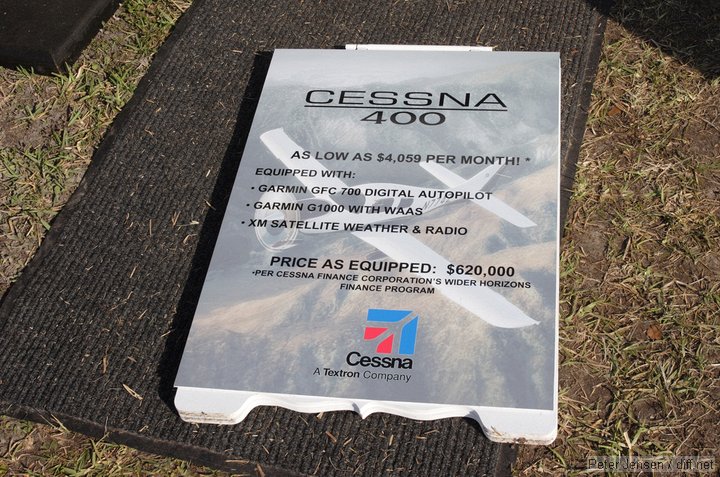 CESSNA
400
AS LOW AS $4,059 PER MONTH! *
EQUIPPED WITH:
• GARMIN GFC 700 DIGITAL AUTOPILOT
• GARMIN G1000 WITH WAAS
• XM SATELLITE WEATHER & RADIO
PRICE AS EQUIPPED: $620,000
*PER CESSNA FINANCE CORPORATION'S WIDER HORIZONS
FINANCE PROGRAM
Cessna
A Textron Company
Peter Jensen / diff.net